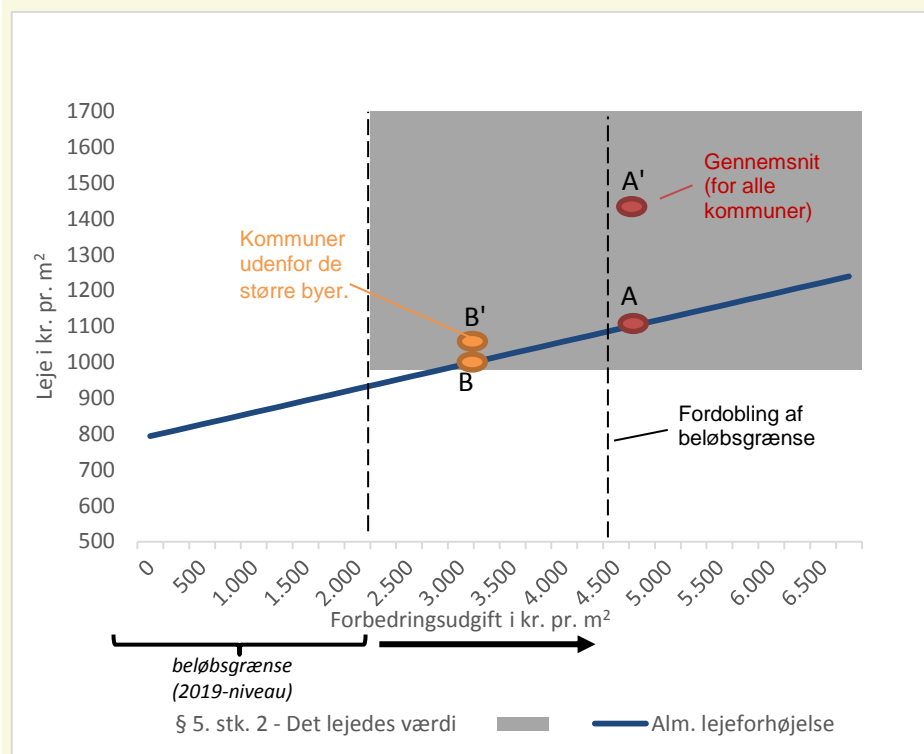 1700
1600
1500
1400
1300
1200
1100
1000
900
800
700
600
500
Leje i kr. pr. m²
Gennemsnit
(for alle
kommuner)
A'
Kommuner
udenfor de
større byer.
A
B'
B
Fordobling af
beløbsgrænse
0
500
1.000
1.500
2.000
2.500
3.000
3.500
4.000
4.500
5.000
5.500
6.000
6.500
Forbedringsudgift i kr. pr. m²
beløbsgrænse
(2019-niveau)
§ 5. stk. 2 - Det lejedes værdi
Alm. lejeforhøjelse